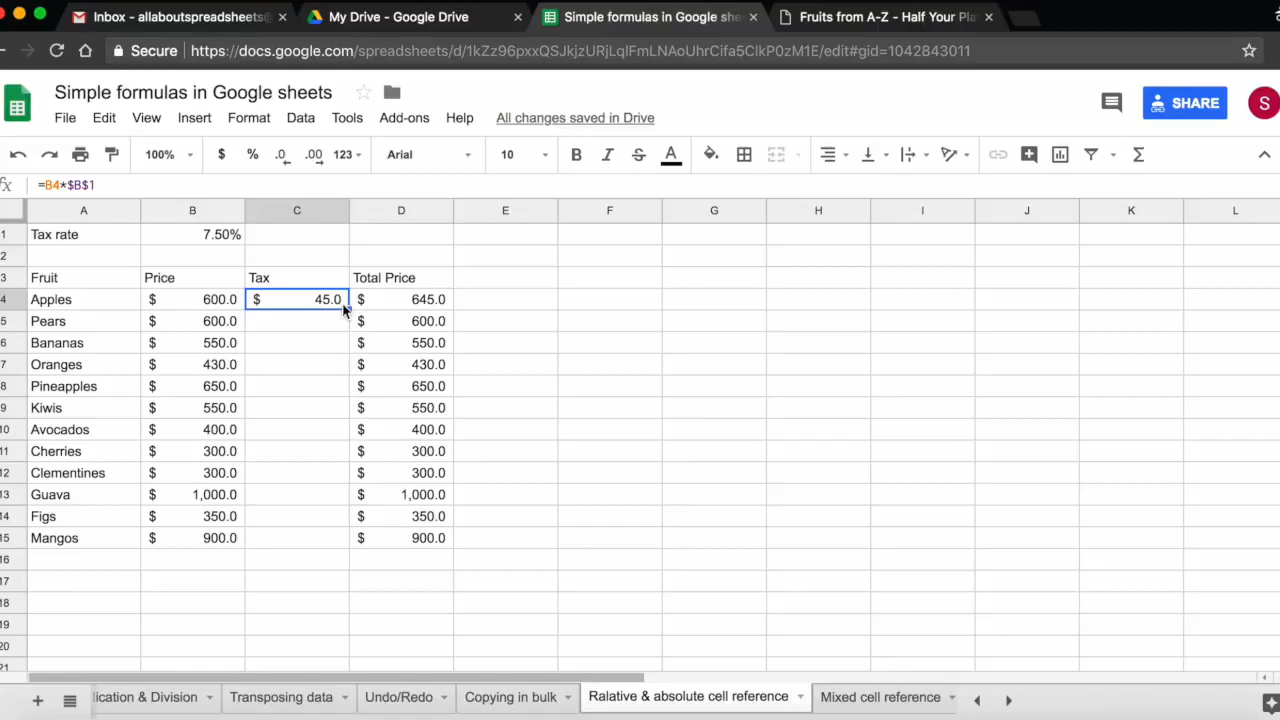 Inbox - allaboutspreadsheets@ My Drive - Google Drive Simple formulas in Google she Fruits from A-Z - Half Your Pla
Secure https://docs.google.com/spreadsheets/d/1kZz96pxxQSJkjzURjLqlFmLNAoUhrCifa5ClkP0zM1E/edit#gid=1042843011
Simple formulas in Google sheets
SHARE S
File Edit View Insert Format Data Tools Add-ons Help All changes saved in Drive
100% $ % .0 .00 123 Arial 10 B I S A Σ
fx =B4*$B$1
A B C D E F G H I J K L
1 Tax rate 7.50%
2
3 Fruit Price Tax Total Price
4 Apples $ 600.0 $ 45.0 $ 645.0
5 Pears $ 600.0 $ 600.0
6 Bananas $ 550.0 $ 550.0
7 Oranges $ 430.0 $ 430.0
8 Pineapples $ 650.0 $ 650.0
9 Kiwis $ 550.0 $ 550.0
10 Avocados $ 400.0 $ 400.0
11 Cherries $ 300.0 $ 300.0
12 Clementines $ 300.0 $ 300.0
13 Guava $ 1,000.0 $ 1,000.0
14 Figs $ 350.0 $ 350.0
15 Mangos $ 900.0 $ 900.0
16
17
18
19
20
21
lication & Division Transposing data Undo/Redo Copying in bulk Ralative & absolute cell reference Mixed cell reference